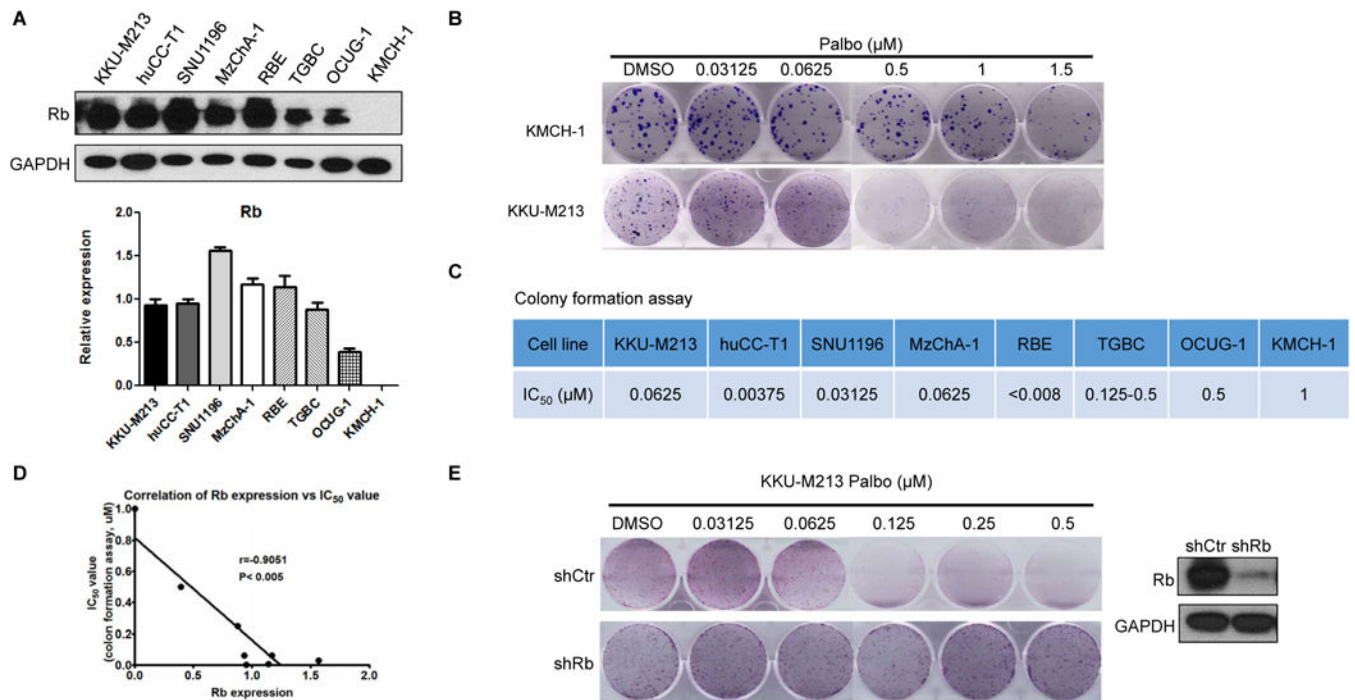 A
KKU-M213 huCC-T1 SNU1196 MzChA-1 RBE TGBC OCUG-1 KMCH-1
Rb
GAPDH
Rb
Relative expression
2.0
1.5
1.0
0.5
0.0
KKU-M213 huCC-T1 SNU1196 MzChA-1 RBE TGBC OCUG-1 KMCH-1
B
Palbo (µM)
DMSO 0.03125 0.0625 0.5 1 1.5
KMCH-1
KKU-M213
C
Colony formation assay
Cell line KKU-M213 huCC-T1 SNU1196 MzChA-1 RBE TGBC OCUG-1 KMCH-1
IC50 (µM) 0.0625 0.00375 0.03125 0.0625 <0.008 0.125-0.5 0.5 1
D
Correlation of Rb expression vs IC50 value
IC50 value
(colon formation assay, uM)
1.0
0.8
0.6
0.4
0.2
0.0
r=-0.9051
P< 0.005
0.0 0.5 1.0 1.5 2.0
Rb expression
E
KKU-M213 Palbo (µM)
DMSO 0.03125 0.0625 0.125 0.25 0.5
shCtr
shRb
shCtr shRb
Rb
GAPDH